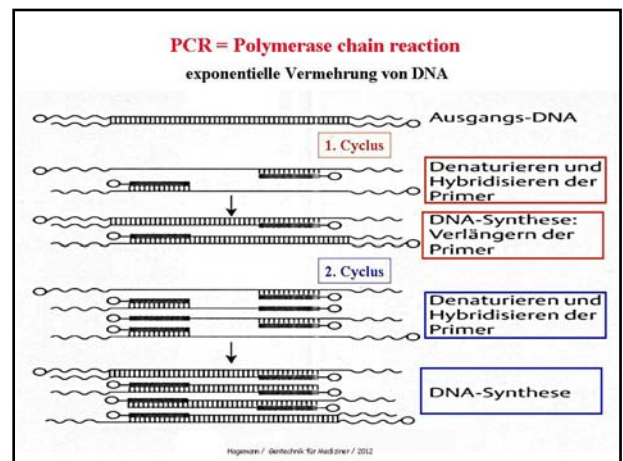 PCR = Polymerase chain reaction
exponentielle Vermehrung von DNA
Ausgangs-DNA
1. Cyclus
Denaturieren und
Hybridisieren der
Primer
DNA-Synthese:
Verlängern der
Primer
2. Cyclus
Denaturieren und
Hybridisieren der
Primer
DNA-Synthese
Hagemann / Gentechnik für Mediziner / 2012